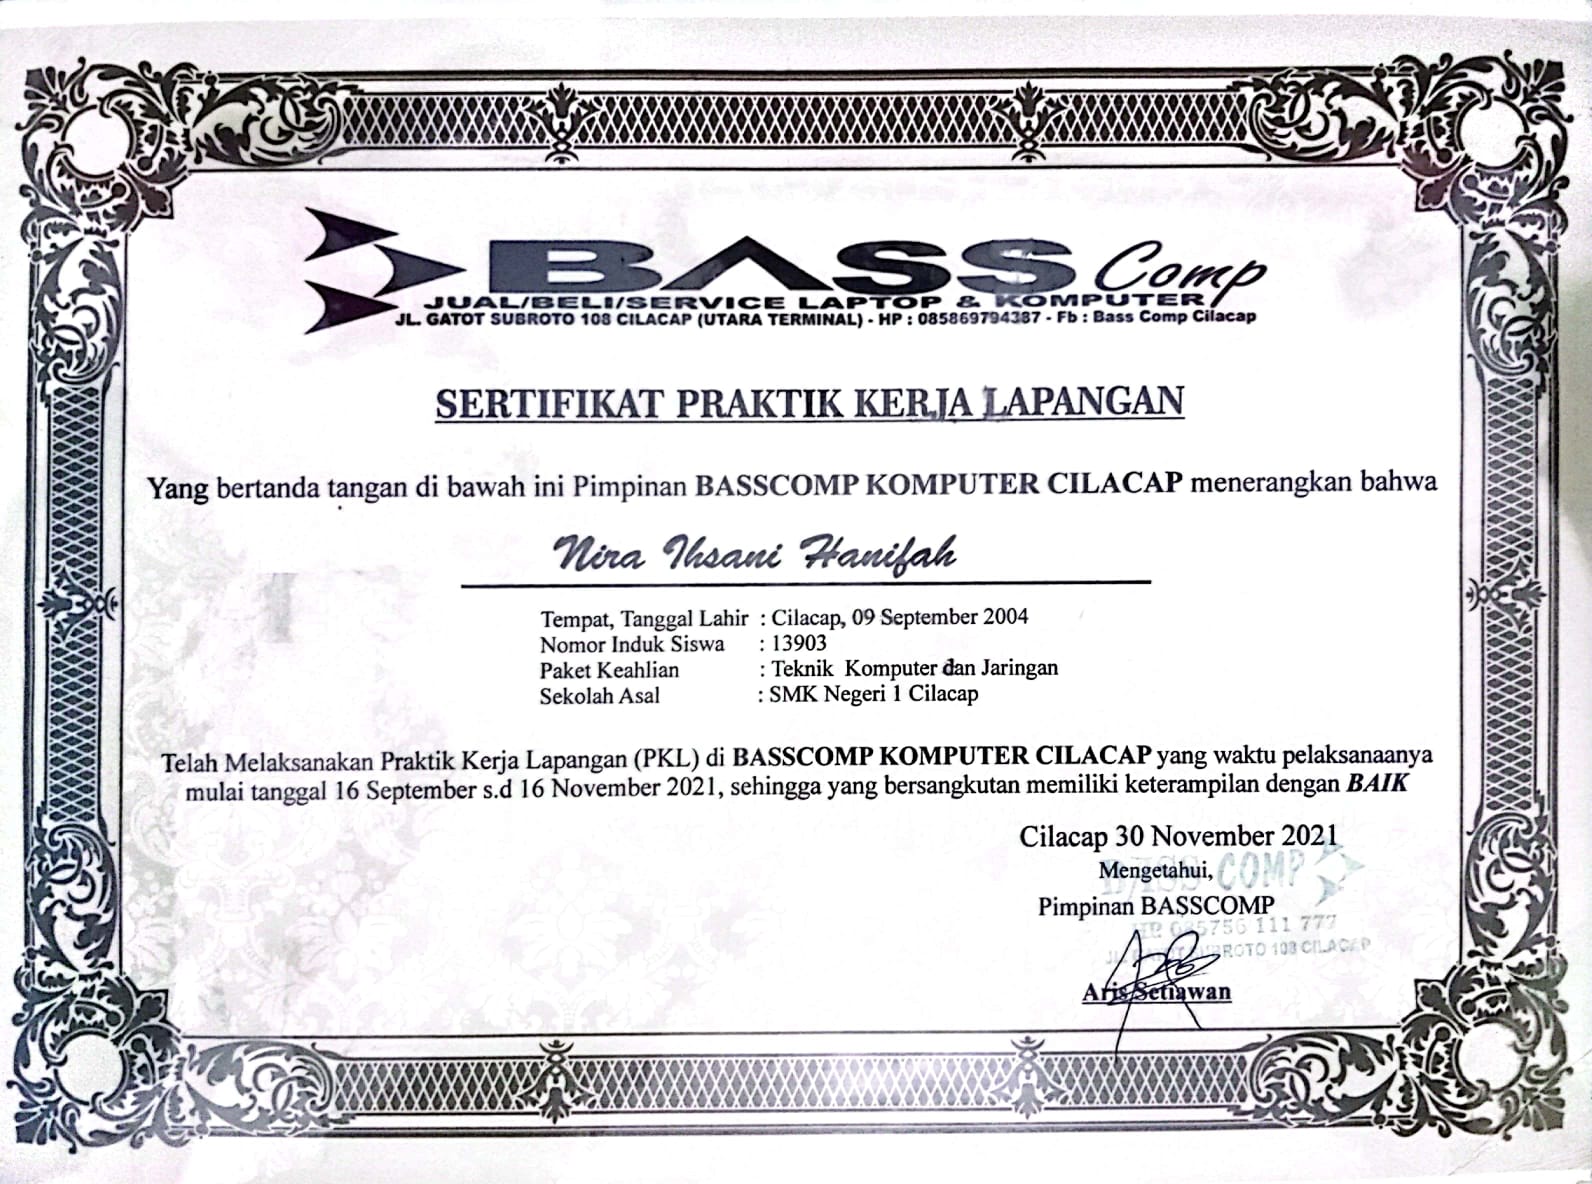 BASS Comp
JUAL/BELI/SERVICE LAPTOP & KOMPUTER
JL. GATOT SUBROTO 108 CILACAP (UTARA TERMINAL) - HP : 085869794387 - Fb : Bass Comp Cilacap
SERTIFIKAT PRAKTIK KERJA LAPANGAN
Yang bertanda tangan di bawah ini Pimpinan BASSCOMP KOMPUTER CILACAP menerangkan bahwa
Nira Ihsani Hanifah
Tempat, Tanggal Lahir : Cilacap, 09 September 2004
Nomor Induk Siswa : 13903
Paket Keahlian : Teknik Komputer dan Jaringan
Sekolah Asal : SMK Negeri 1 Cilacap
Telah Melaksanakan Praktik Kerja Lapangan (PKL) di BASSCOMP KOMPUTER CILACAP yang waktu pelaksanaanya
mulai tanggal 16 September s.d 16 November 2021, sehingga yang bersangkutan memiliki keterampilan dengan BAIK
Cilacap 30 November 2021
Mengetahui,
BASS COMP
Pimpinan BASSCOMP
HP 085756 111 777
JL. GATOT SUBROTO 108 CILACAP
Aris Setiawan